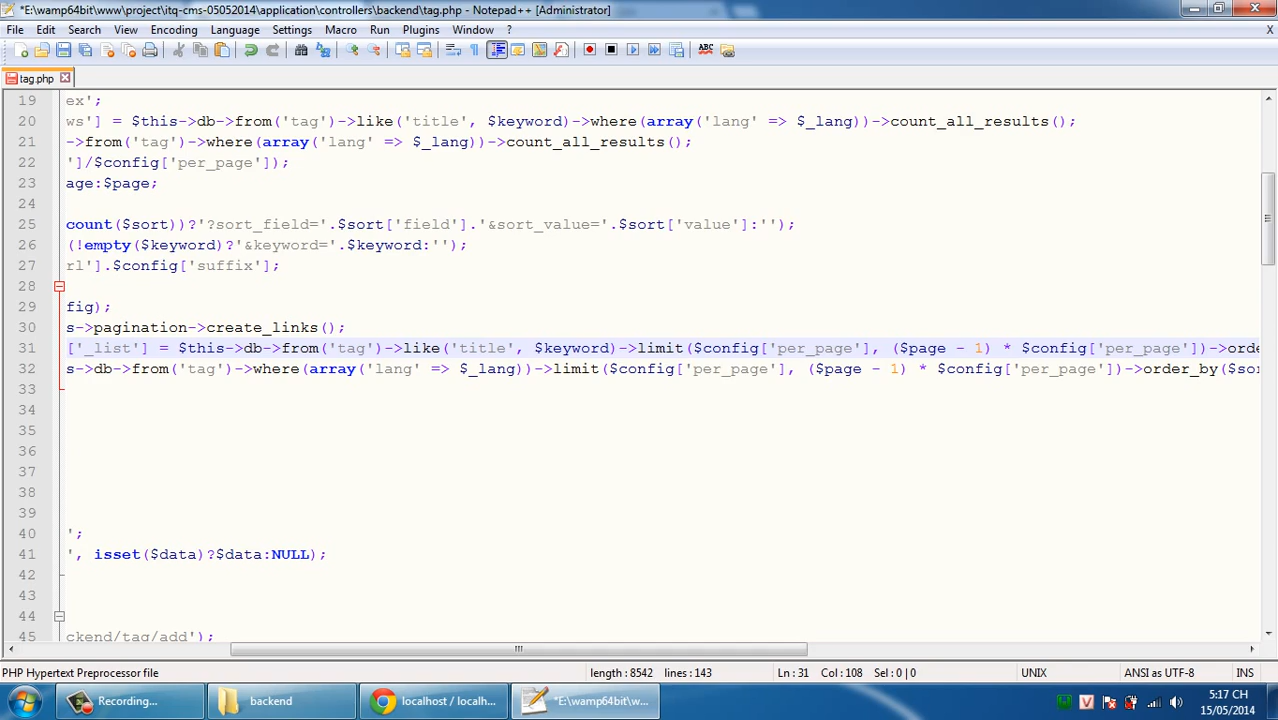 *E:\wamp64bit\www\project\itq-cms-05052014\application\controllers\backend\tag.php - Notepad++ [Administrator]
File Edit Search View Encoding Language Settings Macro Run Plugins Window ? X
tag.php
19 ex';
20 ws'] = $this->db->from('tag')->like('title', $keyword)->where(array('lang' => $_lang))->count_all_results();
21 ->from('tag')->where(array('lang' => $_lang))->count_all_results();
22 ']/$config['per_page']);
23 age:$page;
24
25 count($sort))?'?sort_field='.$sort['field'].'&sort_value='.$sort['value']:'');
26 (!empty($keyword)?'&keyword='.$keyword:'');
27 rl'].$config['suffix'];
28
29 fig);
30 s->pagination->create_links();
31 ['_list'] = $this->db->from('tag')->like('title', $keyword)->limit($config['per_page'], ($page - 1) * $config['per_page'])->orde
32 s->db->from('tag')->where(array('lang' => $_lang))->limit($config['per_page'], ($page - 1) * $config['per_page'])->order_by($sor
33
34
35
36
37
38
39
40 ';
41 ', isset($data)?$data:NULL);
42
43
44
45 ckend/tag/add');
PHP Hypertext Preprocessor file length : 8542 lines : 143 Ln : 31 Col : 108 Sel : 0 | 0 UNIX ANSI as UTF-8 INS
Recording... backend localhost / localh... *E:\wamp64bit\w... 5:17 CH
15/05/2014